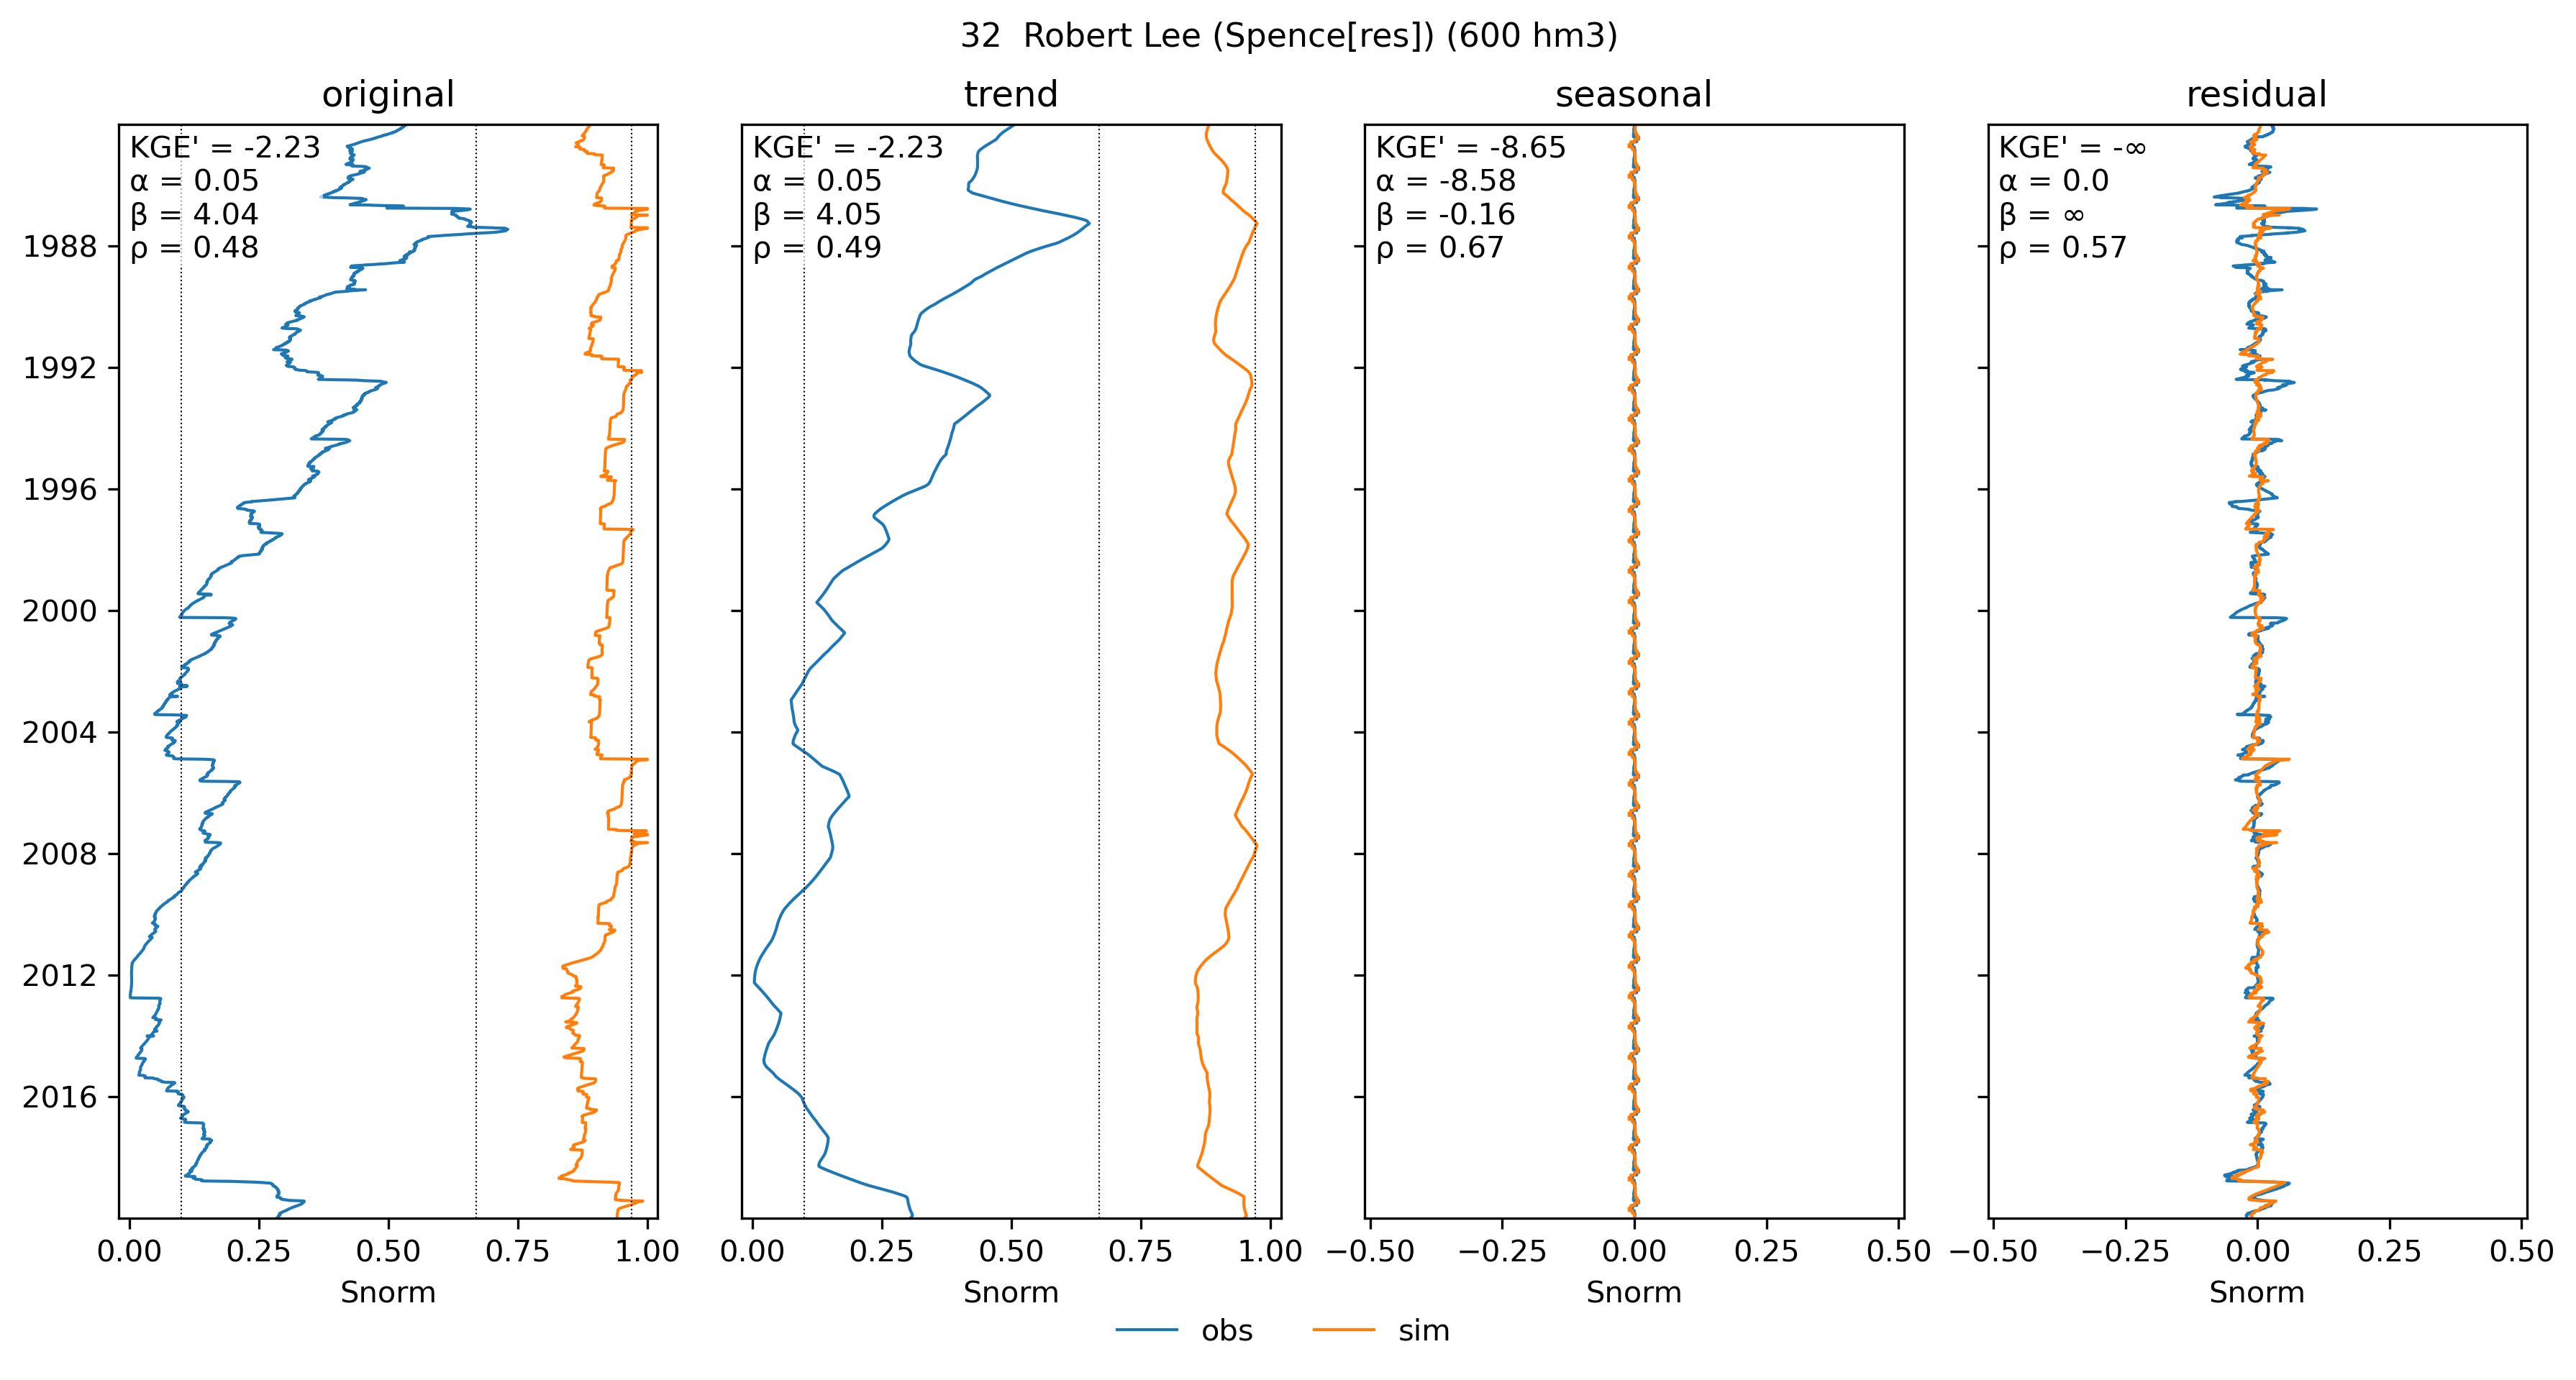 32  Robert Lee (Spence[res]) (600 hm3)
original
KGE' = -2.23
α = 0.05
β = 4.04
ρ = 0.48
1988
1992
1996
2000
2004
2008
2012
2016
0.00 0.25 0.50 0.75 1.00
Snorm
trend
KGE' = -2.23
α = 0.05
β = 4.05
ρ = 0.49
0.00 0.25 0.50 0.75 1.00
Snorm
seasonal
KGE' = -8.65
α = -8.58
β = -0.16
ρ = 0.67
−0.50 −0.25 0.00 0.25 0.50
Snorm
residual
KGE' = -∞
α = 0.0
β = ∞
ρ = 0.57
−0.50 −0.25 0.00 0.25 0.50
Snorm
obs sim